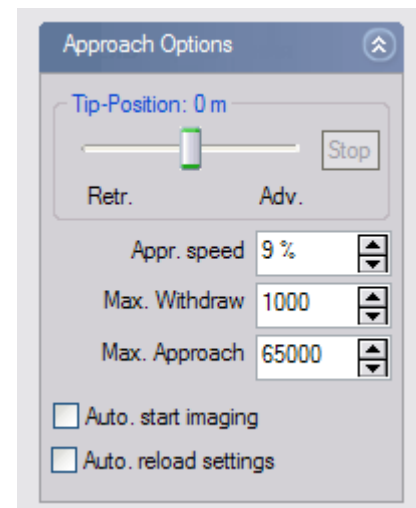 Approach Options
Tip-Position: 0 m
Stop
Retr. Adv.
Appr. speed 9 %
Max. Withdraw 1000
Max. Approach 65000
Auto. start imaging
Auto. reload settings